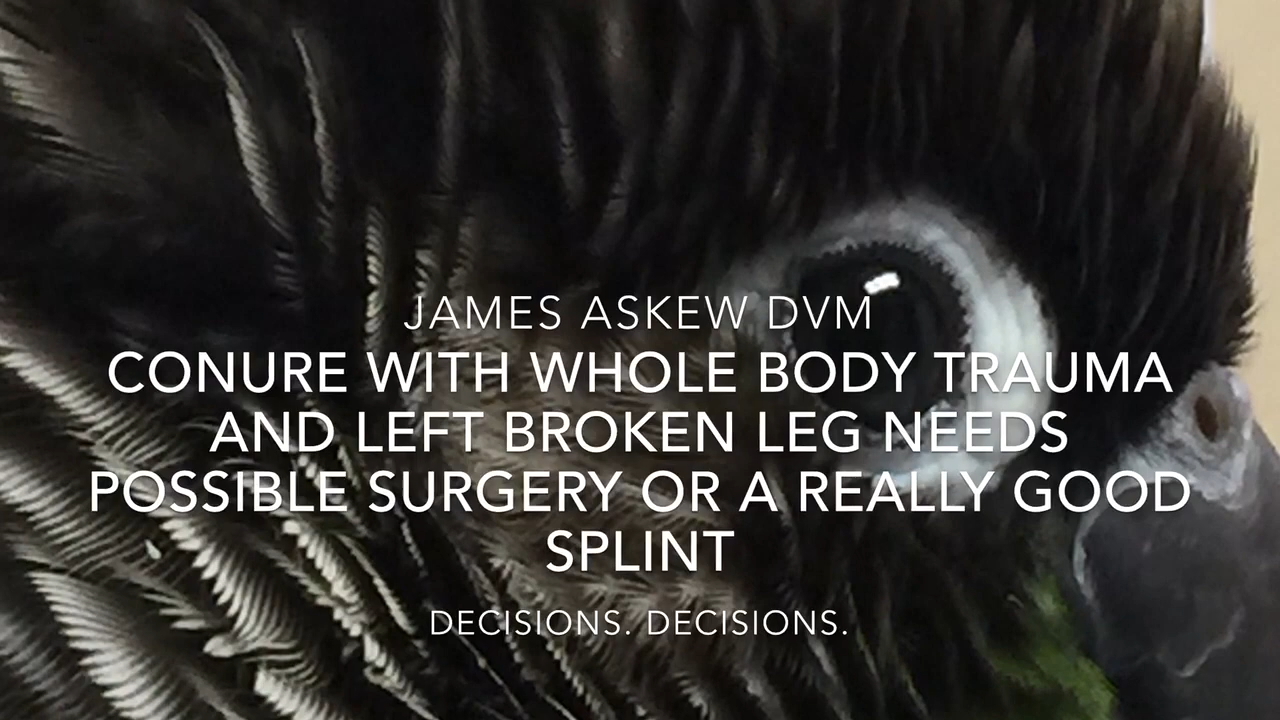 JAMES ASKEW DVM
CONURE WITH WHOLE BODY TRAUMA
AND LEFT BROKEN LEG NEEDS
POSSIBLE SURGERY OR A REALLY GOOD
SPLINT
DECISIONS. DECISIONS.